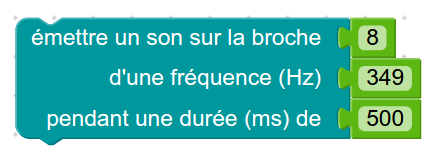 émettre un son sur la broche 8
d'une fréquence (Hz) 349
pendant une durée (ms) de 500